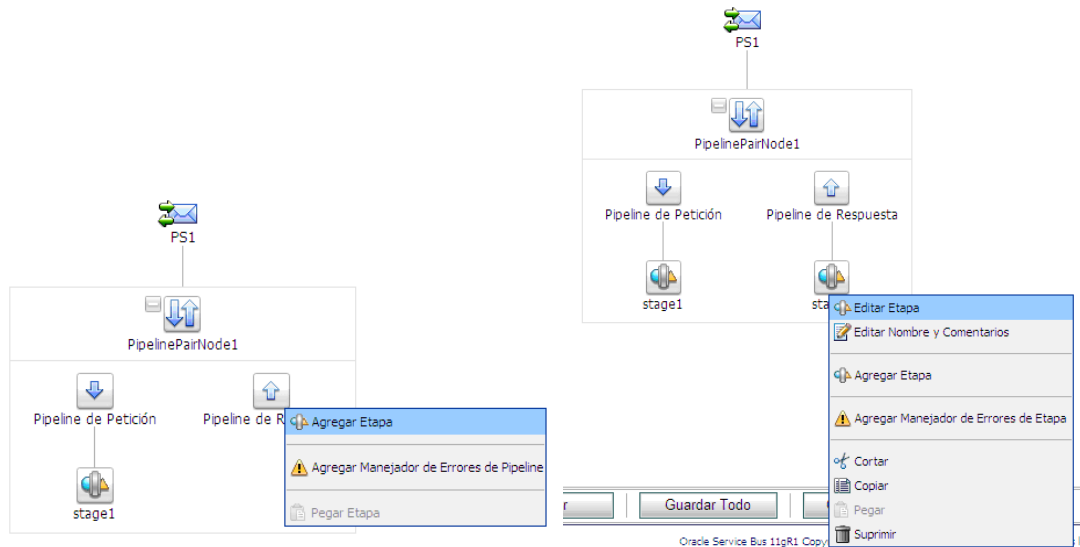 PS1
PipelinePairNode1
Pipeline de Petición
Pipeline de R
stage1
Agregar Etapa
Agregar Manejador de Errores de Pipeline
Pegar Etapa
PS1
PipelinePairNode1
Pipeline de Petición
Pipeline de Respuesta
stage1
sta
Editar Etapa
Editar Nombre y Comentarios
Agregar Etapa
Agregar Manejador de Errores de Etapa
Cortar
Copiar
Pegar
Suprimir
r
Guardar Todo
Oracle Service Bus 11gR1 Copy